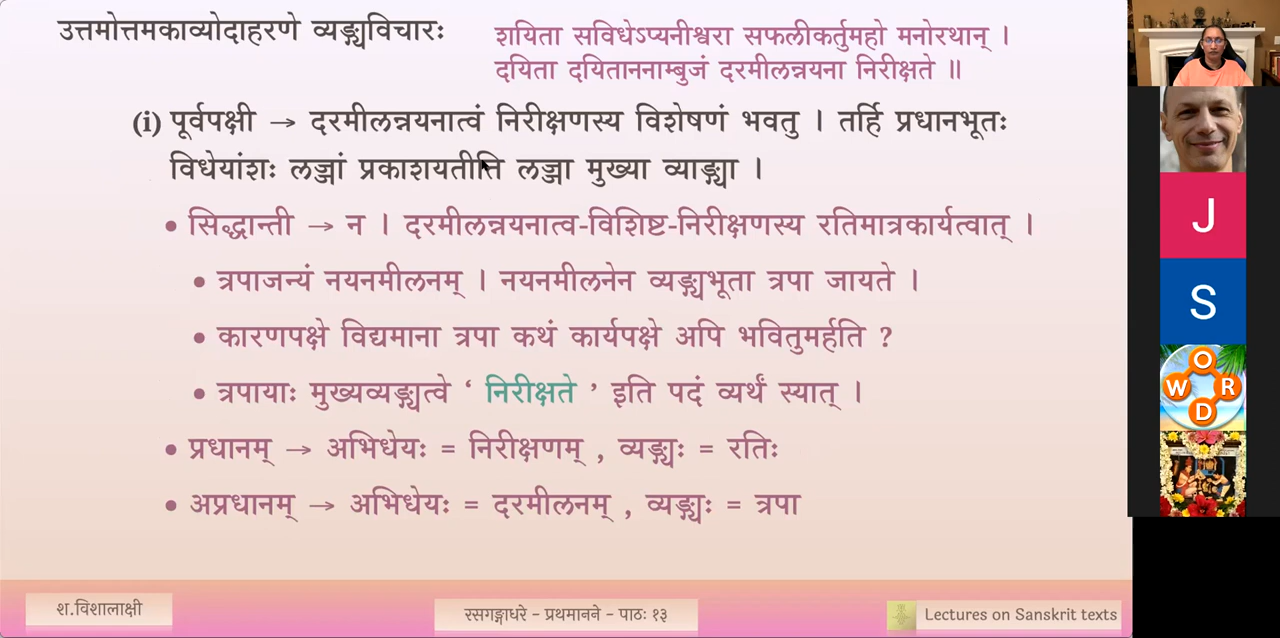 उत्तमोत्तमकाव्योदाहरणे व्यङ्ग्यविचारः
शयिता सविधेऽप्यनीश्वरा सफलीकर्तुमहो मनोरथान् ।
दयिता दयिताननाम्बुजं दरमीलन्नयना निरीक्षते ॥
(i) पूर्वपक्षी → दरमीलन्नयनात्वं निरीक्षणस्य विशेषणं भवतु । तर्हि प्रधानभूतः
विधेयांशः लज्जां प्रकाशयतीति लज्जा मुख्या व्याङ्ग्या ।
• सिद्धान्ती → न । दरमीलन्नयनात्व-विशिष्ट-निरीक्षणस्य रतिमात्रकार्यत्वात् ।
• त्रपाजन्यं नयनमीलनम् । नयनमीलनेन व्यङ्ग्यभूता त्रपा जायते ।
• कारणपक्षे विद्यमाना त्रपा कथं कार्यपक्षे अपि भवितुमर्हति ?
• त्रपायाः मुख्यव्यङ्ग्यत्वे ‘ निरीक्षते ’ इति पदं व्यर्थं स्यात् ।
• प्रधानम् → अभिधेयः = निरीक्षणम् , व्यङ्ग्यः = रतिः
• अप्रधानम् → अभिधेयः = दरमीलनम् , व्यङ्ग्यः = त्रपा
श.विशालाक्षी
रसगङ्गाधरे - प्रथमानने - पाठः १३
Lectures on Sanskrit texts
J
S
O
W R
D